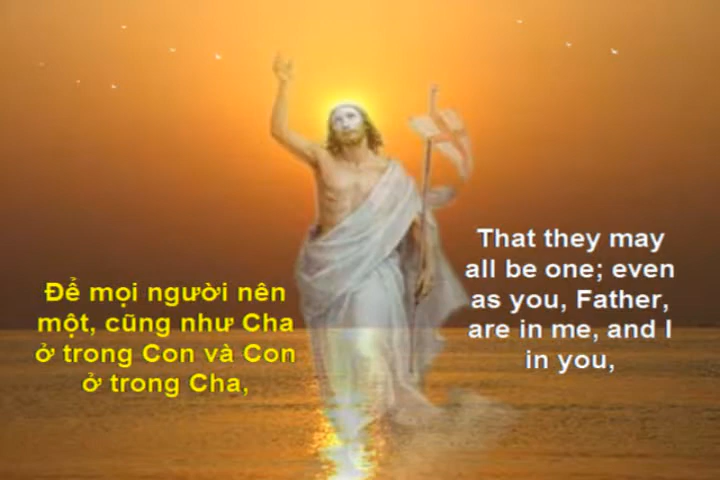 Để mọi người nên
một, cũng như Cha
ở trong Con và Con
ở trong Cha,
That they may
all be one; even
as you, Father,
are in me, and I
in you,